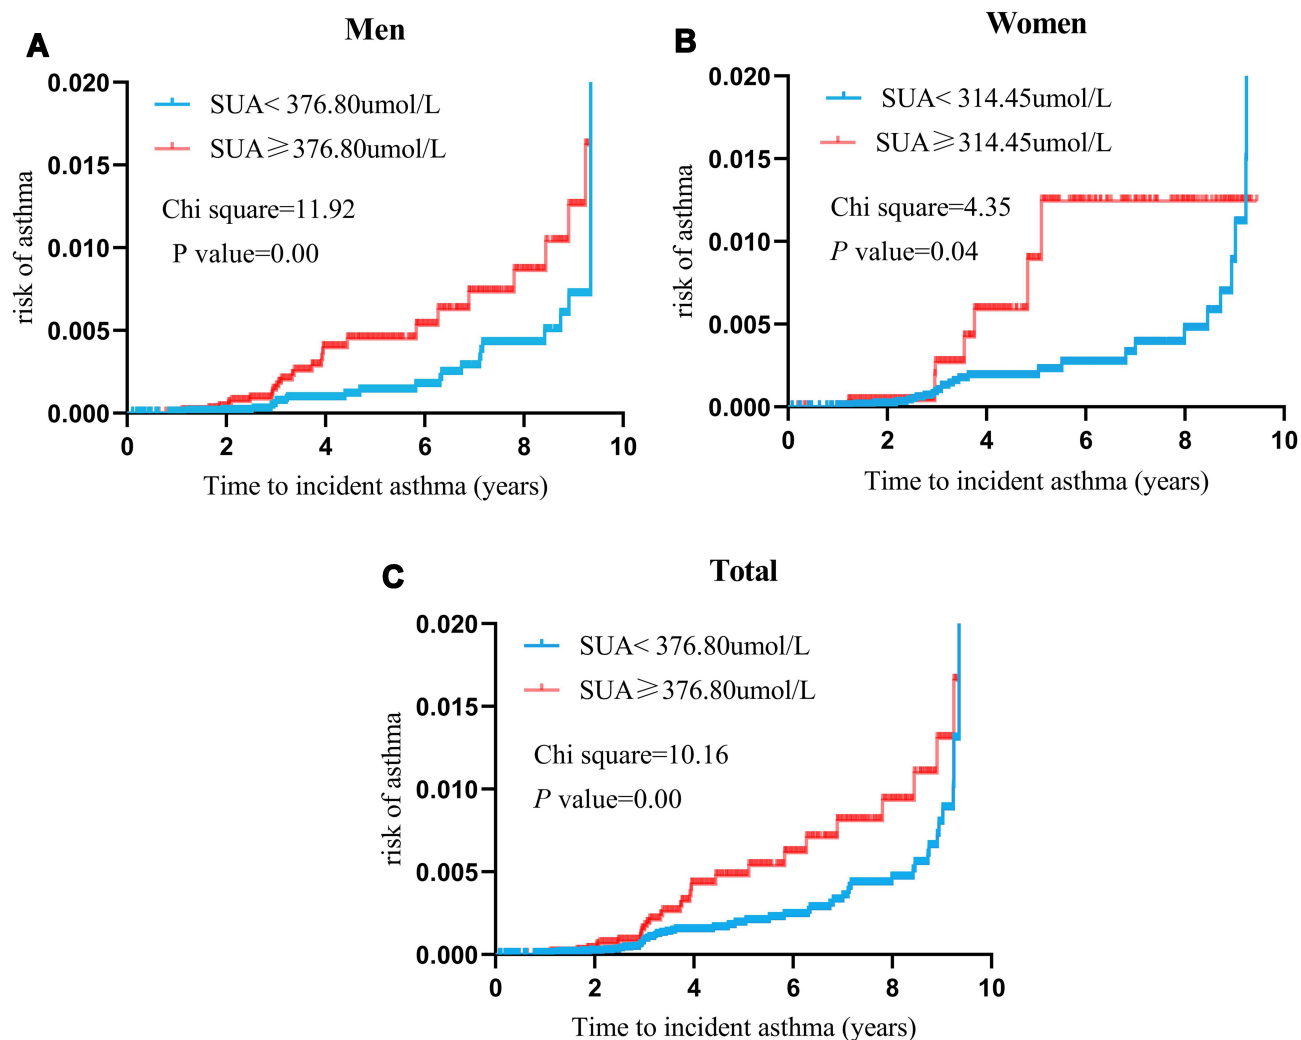 A
Men
0.020
0.015
0.010
0.005
0.000
risk of asthma
SUA< 376.80umol/L
SUA≥376.80umol/L
Chi square=11.92
P value=0.00
0 2 4 6 8 10
Time to incident asthma (years)
B
Women
0.020
0.015
0.010
0.005
0.000
risk of asthma
SUA< 314.45umol/L
SUA≥314.45umol/L
Chi square=4.35
P value=0.04
0 2 4 6 8 10
Time to incident asthma (years)
C
Total
0.020
0.015
0.010
0.005
0.000
risk of asthma
SUA< 376.80umol/L
SUA≥376.80umol/L
Chi square=10.16
P value=0.00
0 2 4 6 8 10
Time to incident asthma (years)